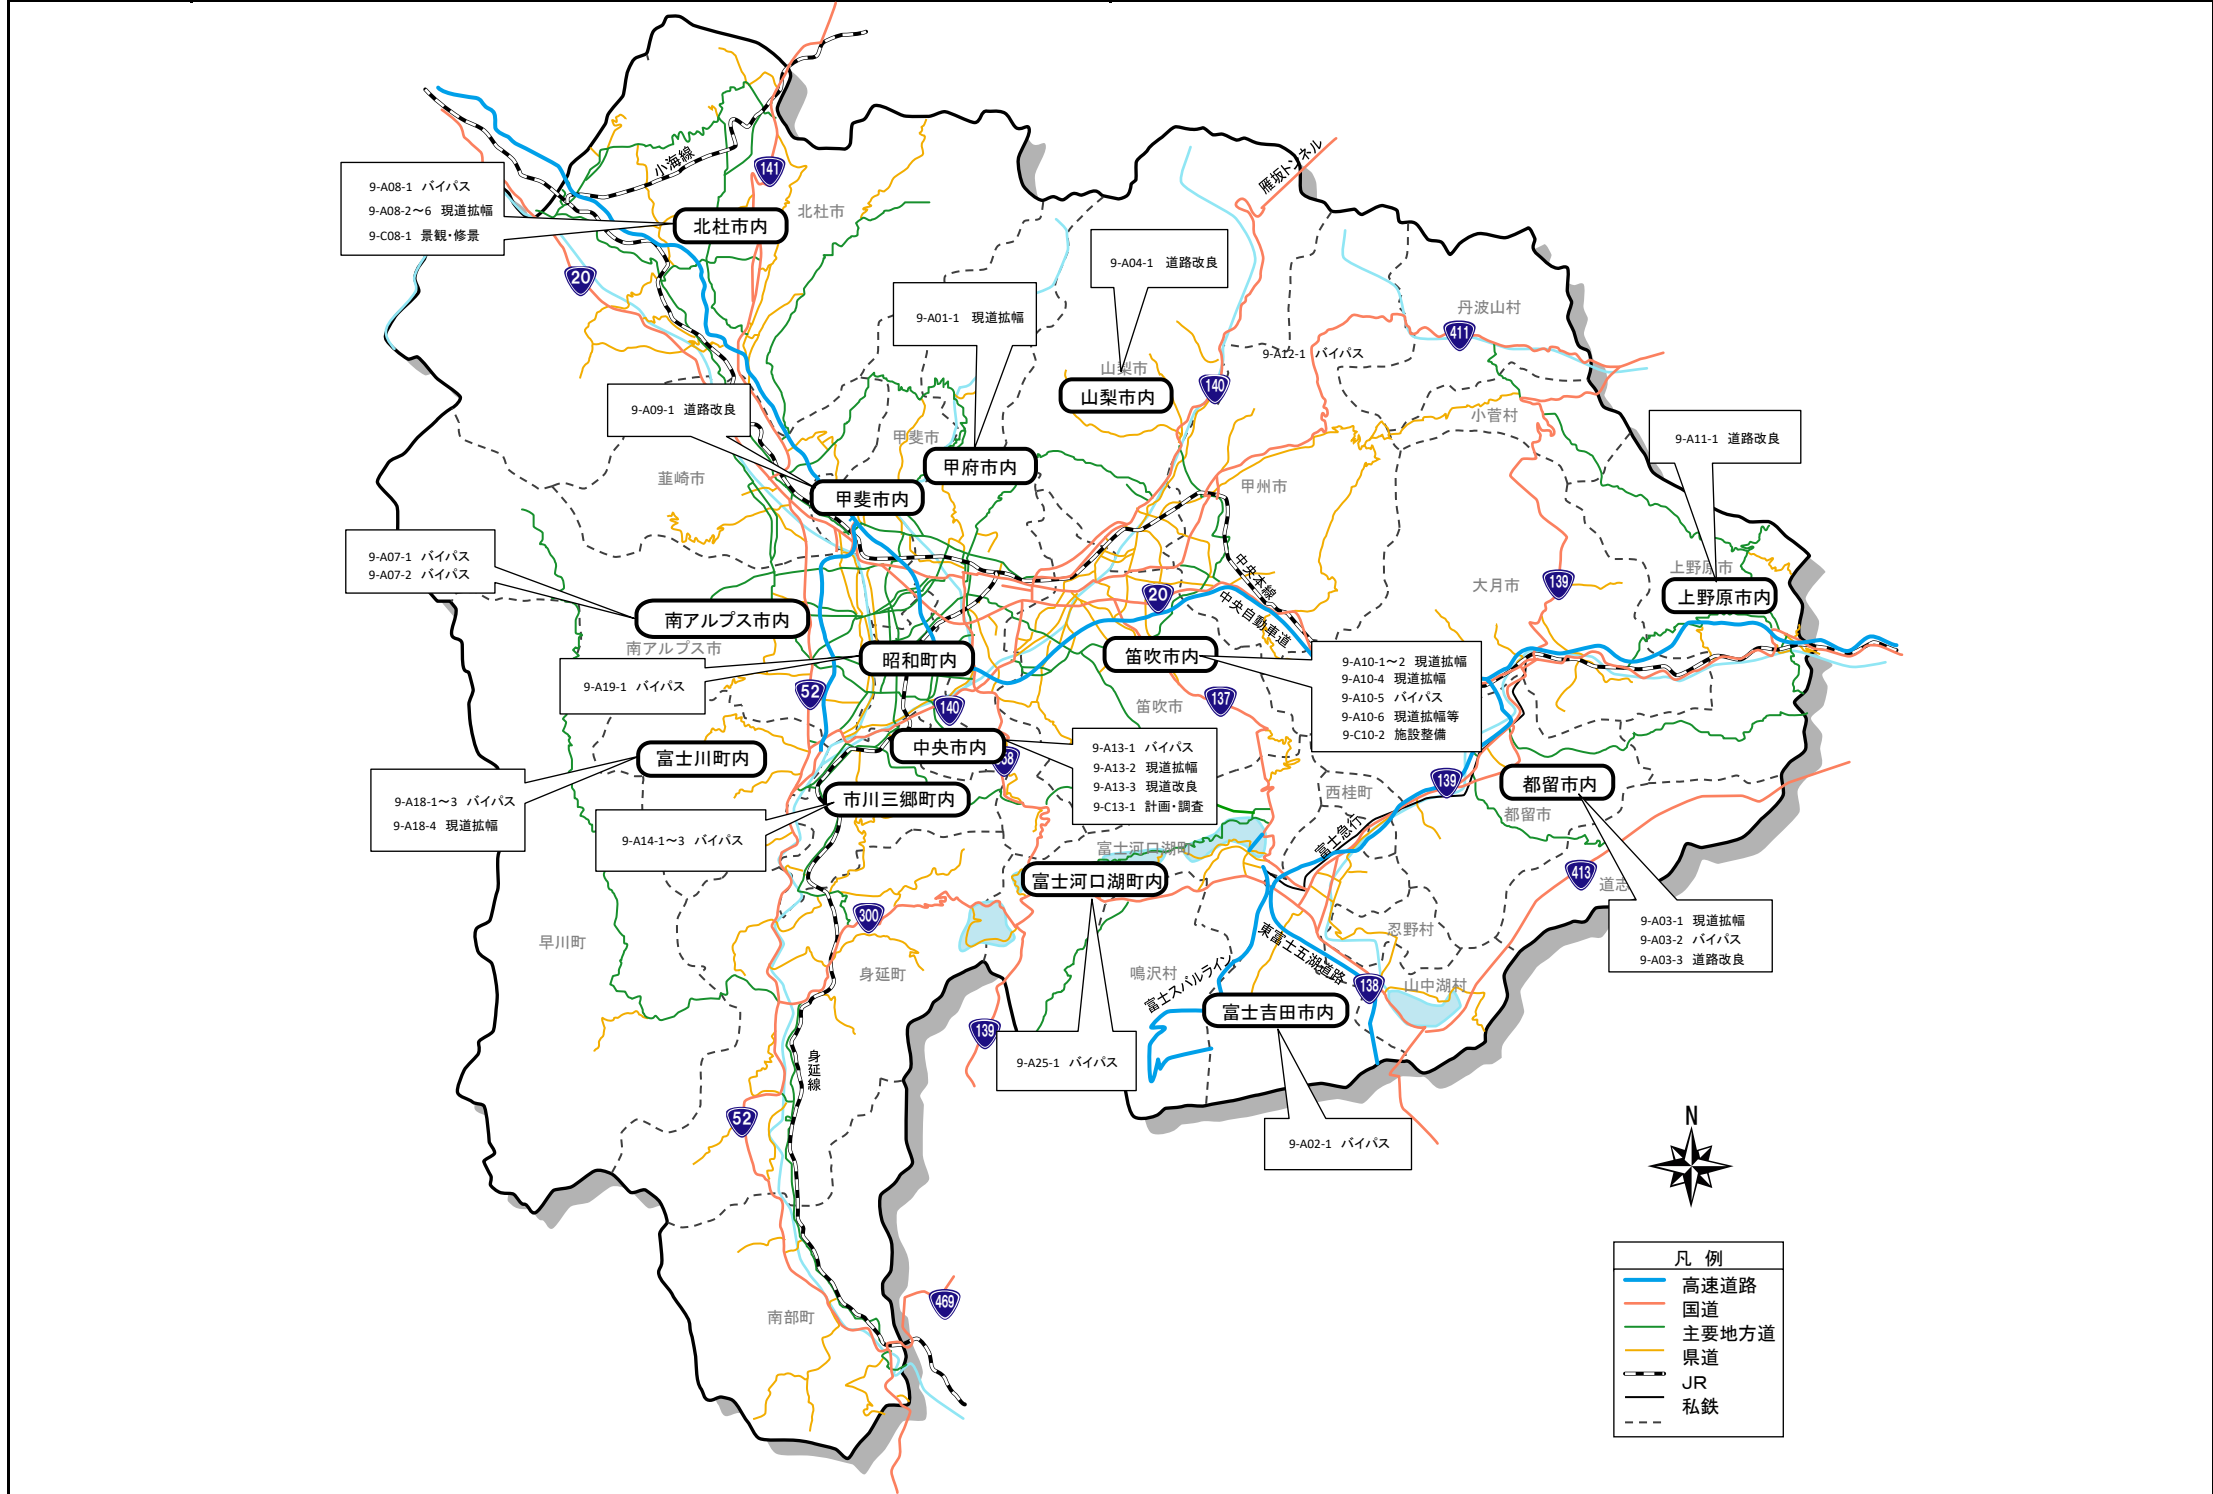 小海線
141
雁坂トンネル
9-A08-1 バイパス
9-A08-2～6 現道拡幅
9-C08-1 景観・修景
北杜市内
北杜市
20
9-A04-1 道路改良
9-A01-1 現道拡幅
丹波山村
411
9-A12-1 バイパス
山梨市
山梨市内
140
9-A09-1 道路改良
小菅村
9-A11-1 道路改良
甲斐市
甲府市内
韮崎市
甲斐市内
甲州市
9-A07-1 バイパス
9-A07-2 バイパス
中央本線
20
中央自動車道
大月市
139
上野原市
上野原市内
南アルプス市内
南アルプス市
昭和町内
笛吹市内
9-A19-1 バイパス
52
140
笛吹市
137
9-A10-1～2 現道拡幅
9-A10-4 現道拡幅
9-A10-5 バイパス
9-A10-6 現道拡幅等
9-C10-2 施設整備
中央市内
富士川町内
9-A13-1 バイパス
9-A13-2 現道拡幅
9-A13-3 現道改良
9-C13-1 計画・調査
139
都留市内
都留市
西桂町
市川三郷町内
9-A18-1～3 バイパス
9-A18-4 現道拡幅
9-A14-1～3 バイパス
富士急行
富士河口湖町
富士河口湖町内
413
道志
300
早川町
身延町
忍野村
9-A03-1 現道拡幅
9-A03-2 バイパス
9-A03-3 道路改良
東富士五湖道路
鳴沢村
富士スバルライン
138
山中湖村
富士吉田市内
139
9-A25-1 バイパス
身延線
52
9-A02-1 バイパス
N
469
南部町
凡 例
高速道路
国道
主要地方道
県道
JR
私鉄